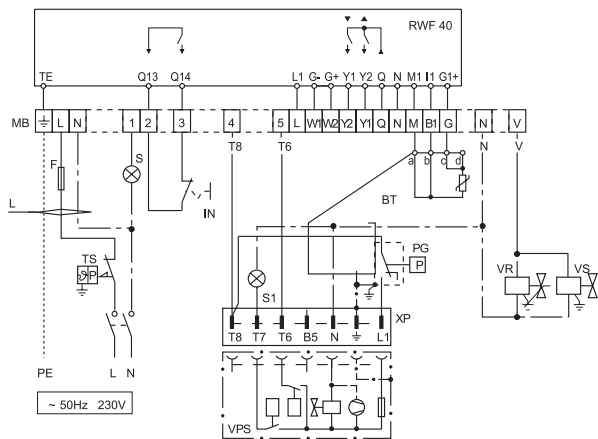 RWF 40
TE Q13 Q14 L1 G- G+ Y1 Y2 Q N M1 I1 G1+
MB L N 1 2 3 4 5 L W1 W2 Y2 Y1 Q N M B1 G N V
T8 T6 N V
F S a b c d
BT
IN
L
TS PG
ϑ P P
VR VS
S1
XP
T8 T7 T6 B5 N L1
PE L N
~ 50Hz 230V
VPS